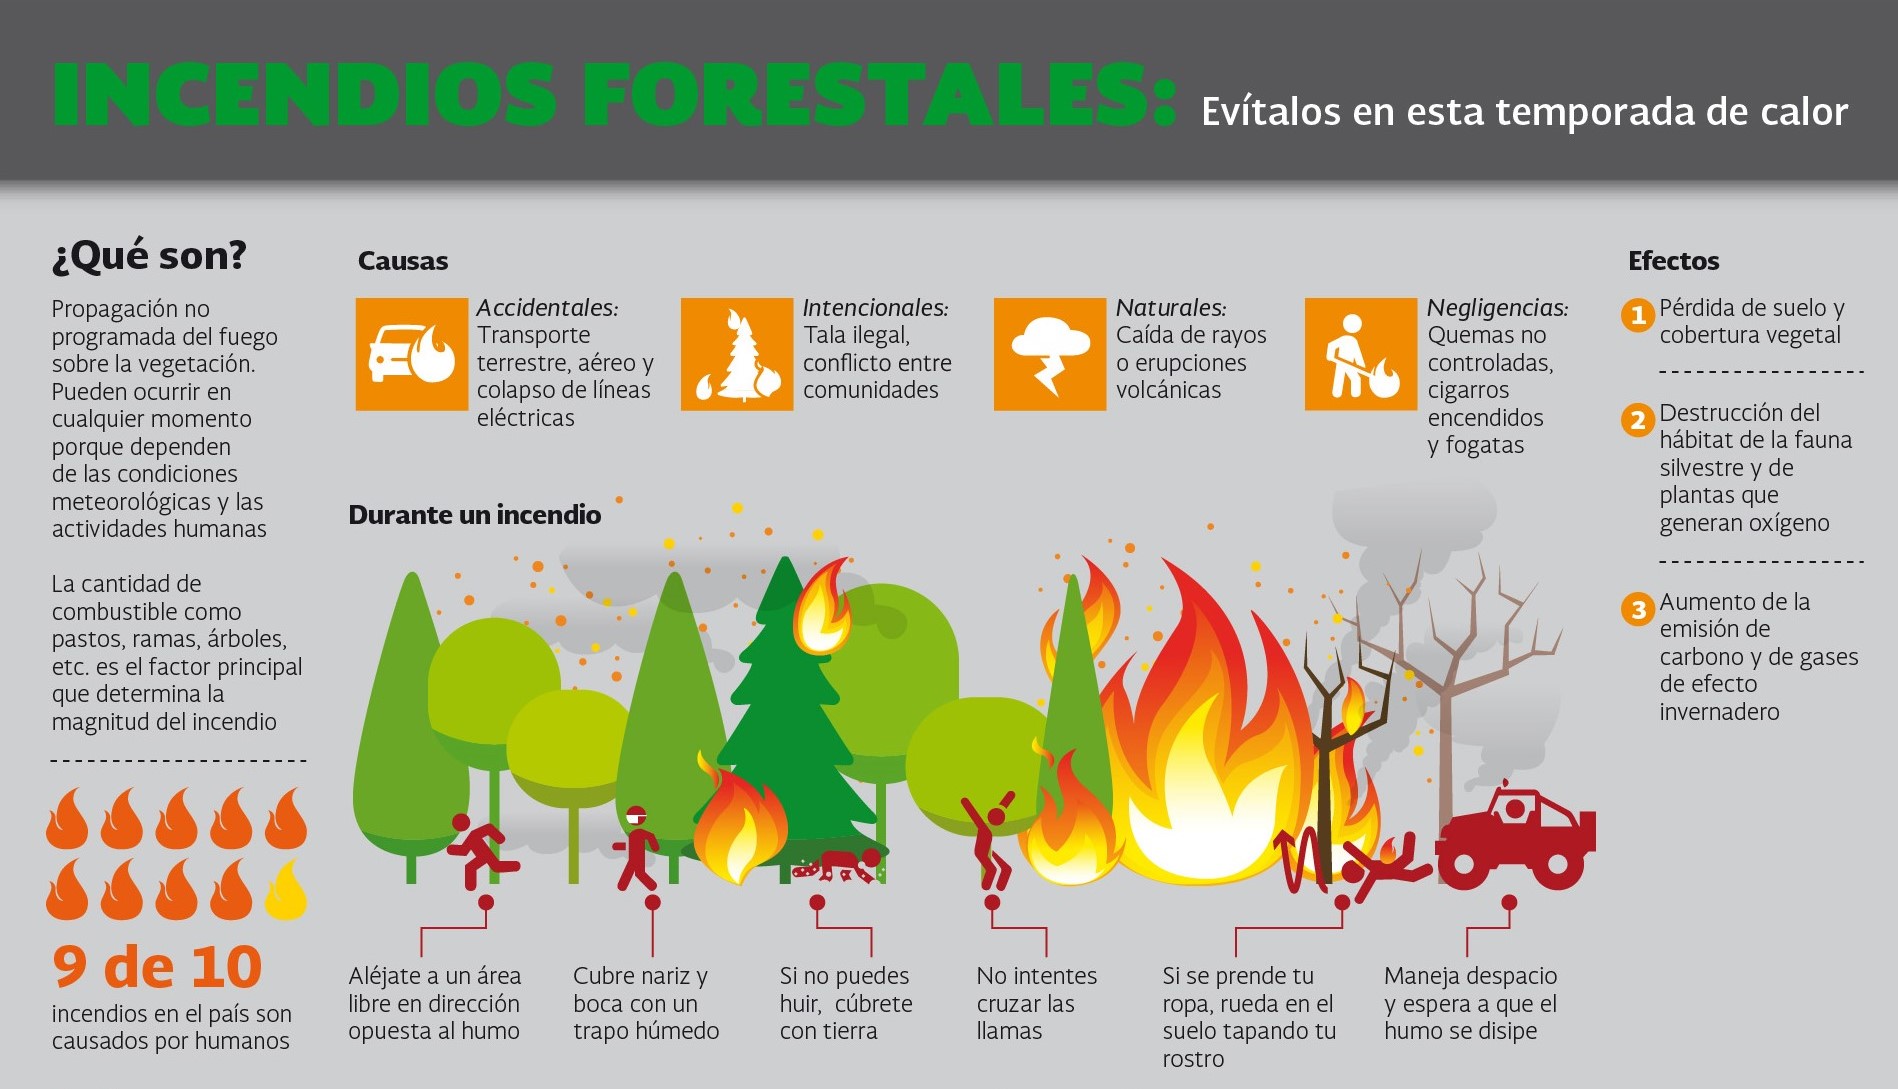 INCENDIOS FORESTALES: Evítalos en esta temporada de calor
¿Qué son?
Propagación no
programada del fuego
sobre la vegetación.
Pueden ocurrir en
cualquier momento
porque dependen
de las condiciones
meteorológicas y las
actividades humanas
La cantidad de
combustible como
pastos, ramas, árboles,
etc. es el factor principal
que determina la
magnitud del incendio
9 de 10
incendios en el país son
causados por humanos
Causas
Accidentales:
Transporte
terrestre, aéreo y
colapso de líneas
eléctricas
Intencionales:
Tala ilegal,
conflicto entre
comunidades
Naturales:
Caída de rayos
o erupciones
volcánicas
Negligencias:
Quemas no
controladas,
cigarros
encendidos
y fogatas
Durante un incendio
Aléjate a un área
libre en dirección
opuesta al humo
Cubre nariz y
boca con un
trapo húmedo
Si no puedes
huir, cúbrete
con tierra
No intentes
cruzar las
llamas
Si se prende tu
ropa, rueda en el
suelo tapando tu
rostro
Maneja despacio
y espera a que el
humo se disipe
Efectos
1 Pérdida de suelo y
cobertura vegetal
2 Destrucción del
hábitat de la fauna
silvestre y de
plantas que
generan oxígeno
3 Aumento de la
emisión de
carbono y de gases
de efecto
invernadero